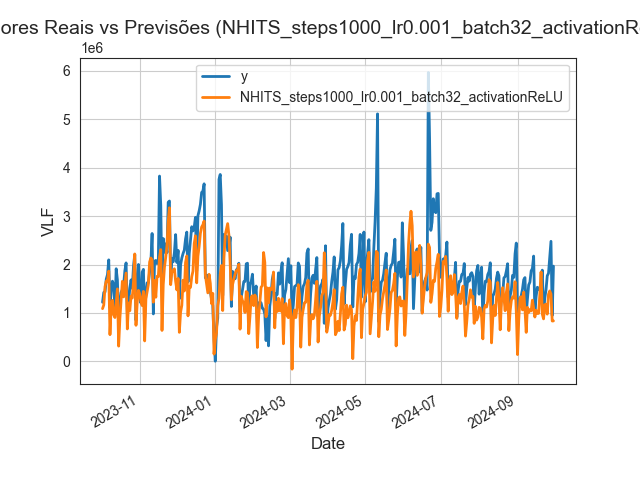 ores Reais vs Previsões (NHITS_steps1000_lr0.001_batch32_activationR
1e6
y
NHITS_steps1000_lr0.001_batch32_activationReLU
6
5
4
3
2
1
0
VLF
2023-11
2024-01
2024-03
2024-05
2024-07
2024-09
Date